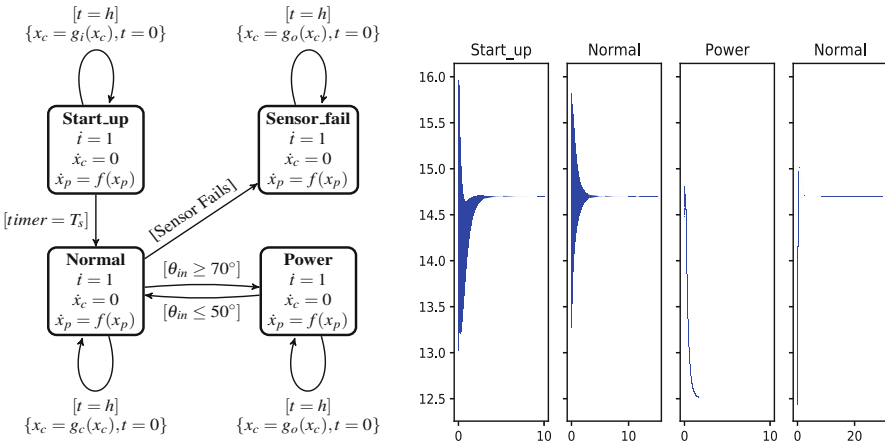 [t = h]
{x_c = g_i(x_c), t = 0}
[t = h]
{x_c = g_o(x_c), t = 0}
Start_up
ṫ = 1
ẋ_c = 0
ẋ_p = f(x_p)
Sensor_fail
ṫ = 1
ẋ_c = 0
ẋ_p = f(x_p)
[timer = T_s]
[Sensor Fails]
Normal
ṫ = 1
ẋ_c = 0
ẋ_p = f(x_p)
[θ_in ≥ 70°]
[θ_in ≤ 50°]
Power
ṫ = 1
ẋ_c = 0
ẋ_p = f(x_p)
[t = h]
{x_c = g_c(x_c), t = 0}
[t = h]
{x_c = g_o(x_c), t = 0}
Start_up Normal Power Normal
16.0
15.5
15.0
14.5
14.0
13.5
13.0
12.5
0 10 0 10 0 10 0 20